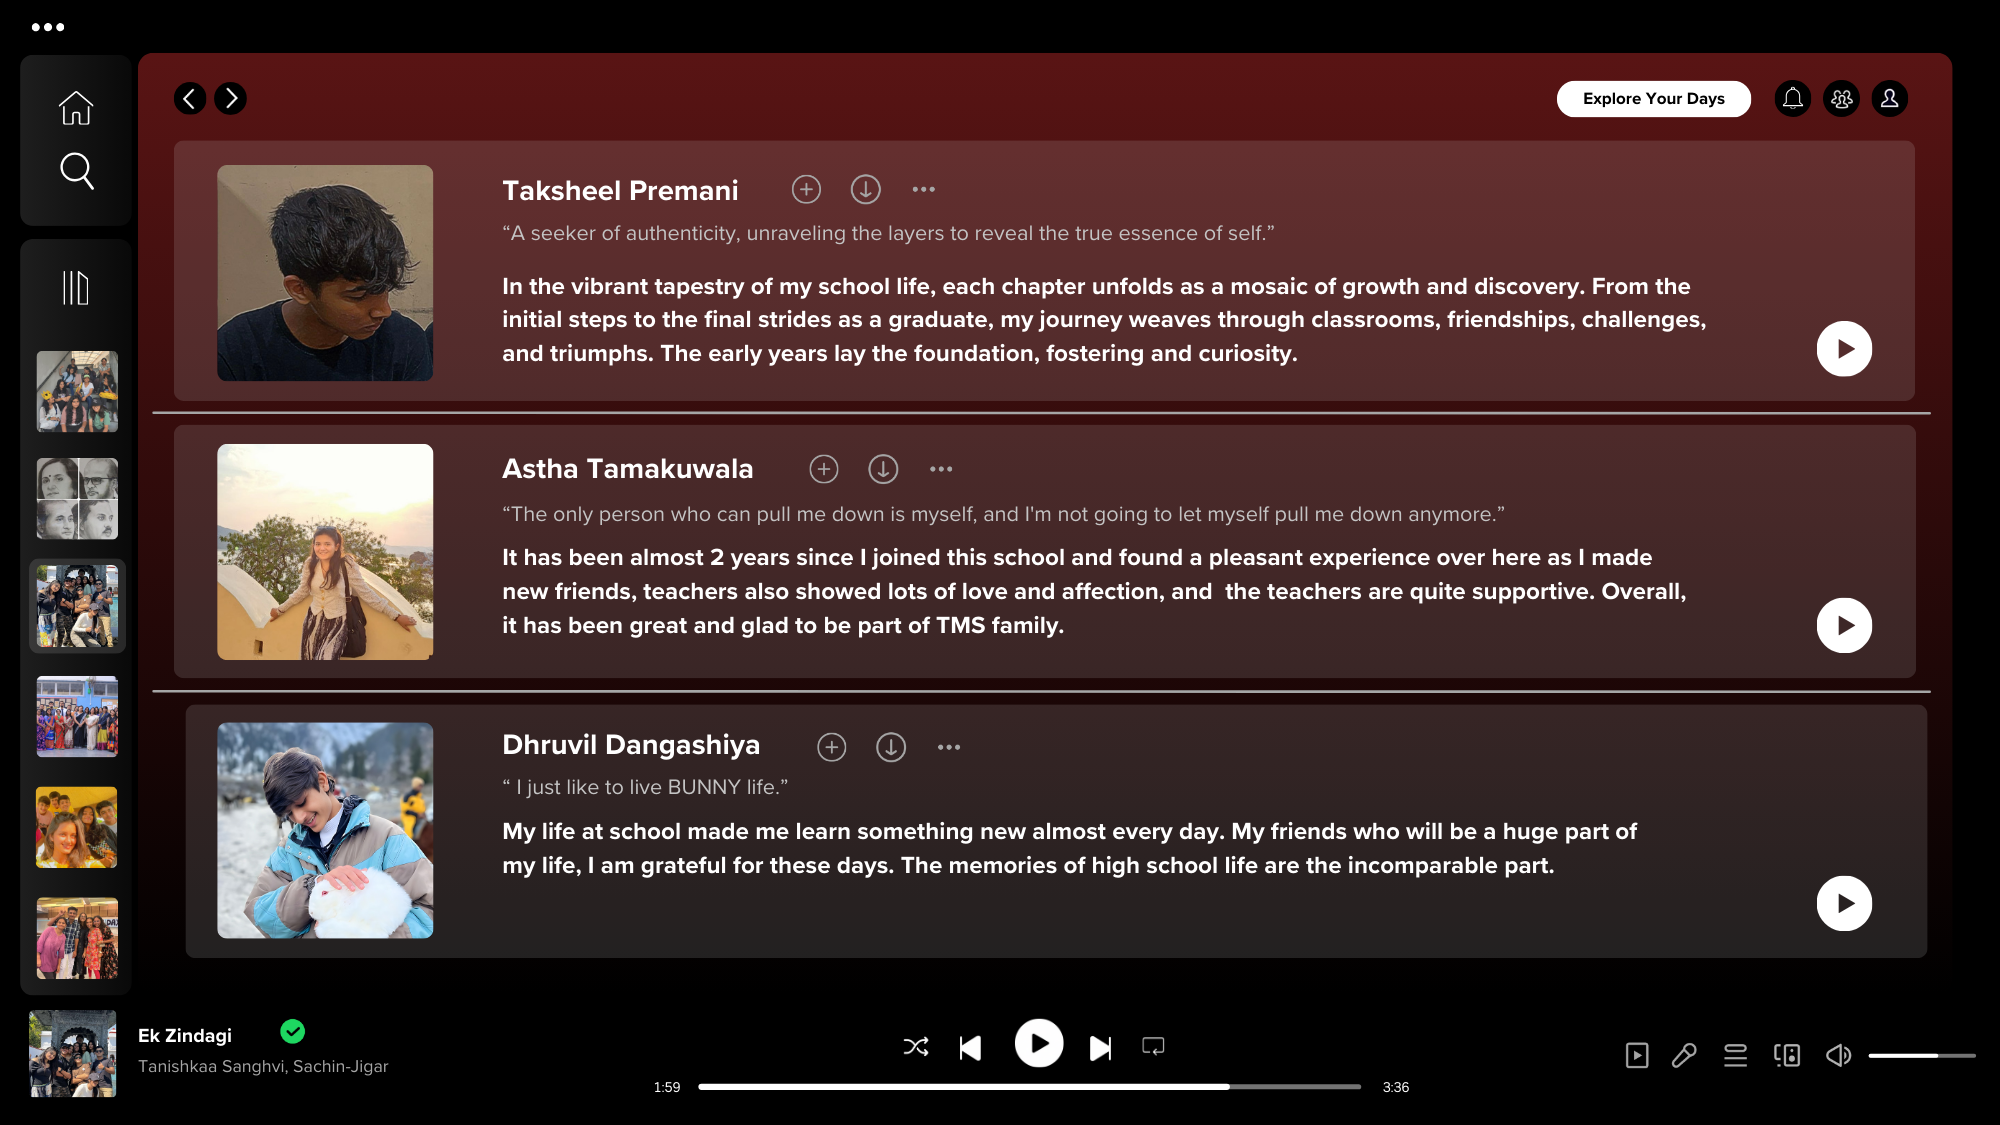 Explore Your Days
Taksheel Premani
“A seeker of authenticity, unraveling the layers to reveal the true essence of self.”
In the vibrant tapestry of my school life, each chapter unfolds as a mosaic of growth and discovery. From the
initial steps to the final strides as a graduate, my journey weaves through classrooms, friendships, challenges,
and triumphs. The early years lay the foundation, fostering and curiosity.
Astha Tamakuwala
“The only person who can pull me down is myself, and I'm not going to let myself pull me down anymore.”
It has been almost 2 years since I joined this school and found a pleasant experience over here as I made
new friends, teachers also showed lots of love and affection, and  the teachers are quite supportive. Overall,
it has been great and glad to be part of TMS family.
Dhruvil Dangashiya
“ I just like to live BUNNY life.”
My life at school made me learn something new almost every day. My friends who will be a huge part of
my life, I am grateful for these days. The memories of high school life are the incomparable part.
Ek Zindagi
Tanishkaa Sanghvi, Sachin-Jigar
1:59
3:36